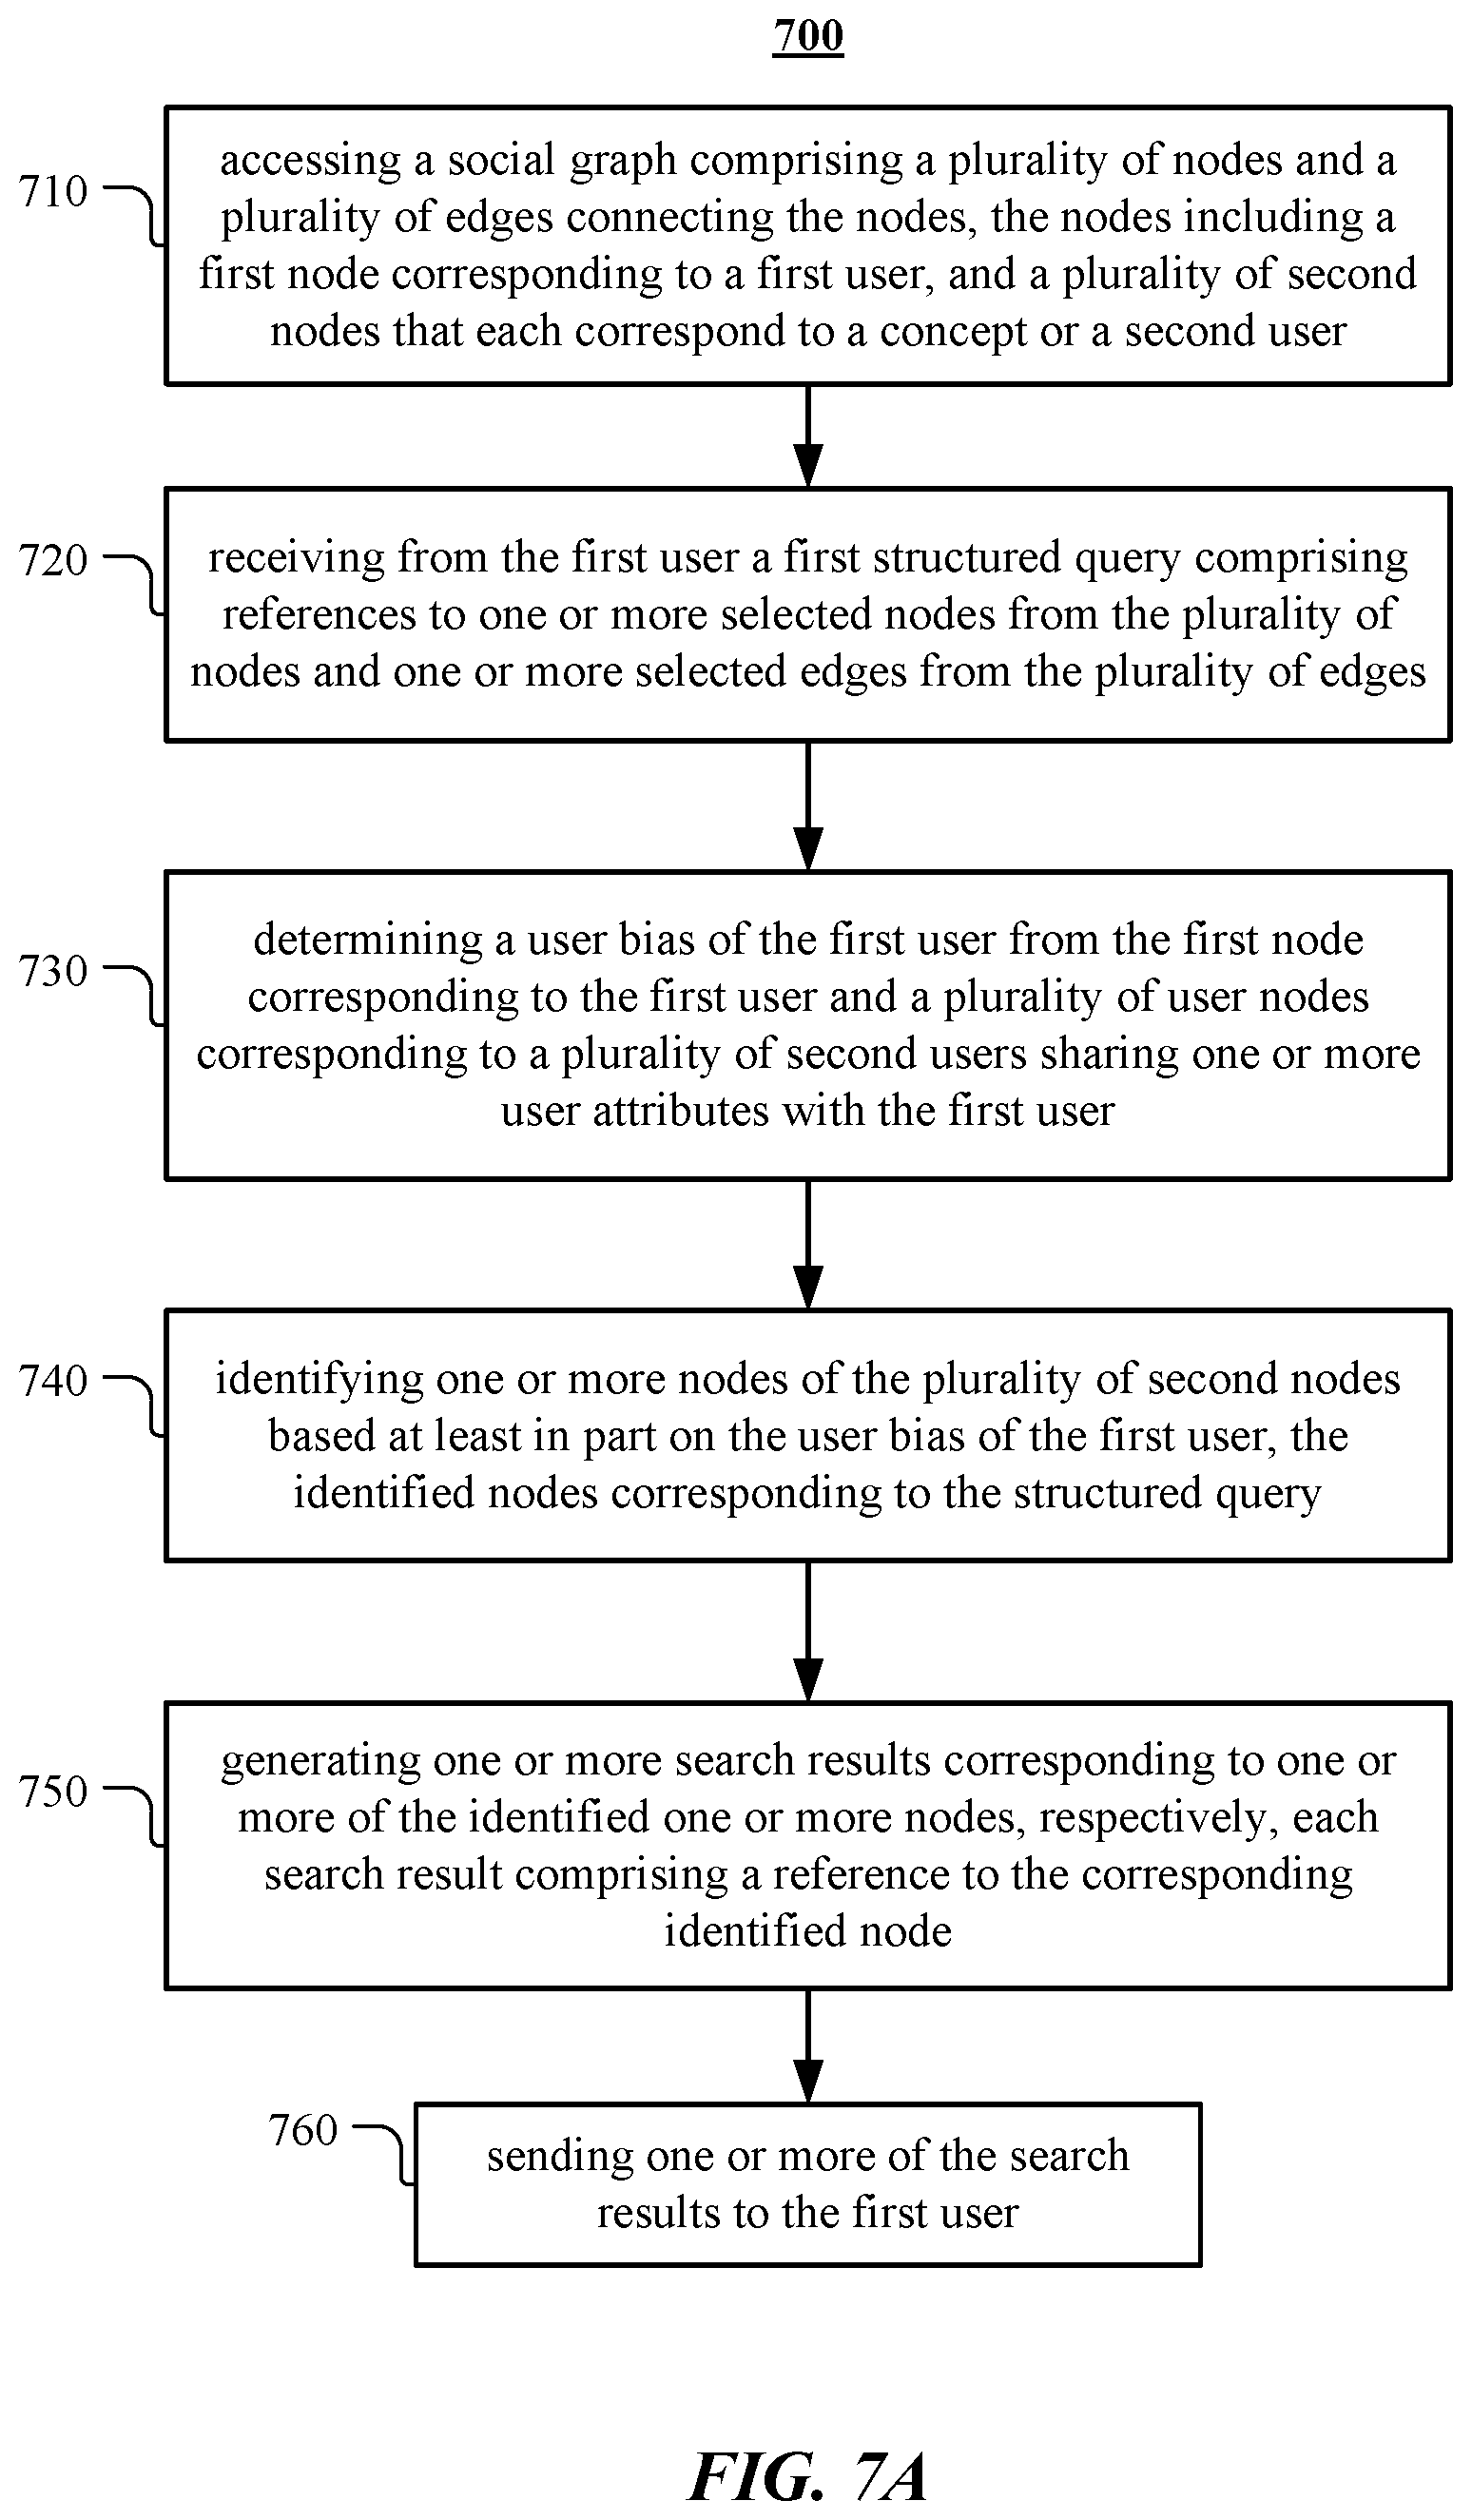 700
710
accessing a social graph comprising a plurality of nodes and a
plurality of edges connecting the nodes, the nodes including a
first node corresponding to a first user, and a plurality of second
nodes that each correspond to a concept or a second user
720
receiving from the first user a first structured query comprising
references to one or more selected nodes from the plurality of
nodes and one or more selected edges from the plurality of edges
730
determining a user bias of the first user from the first node
corresponding to the first user and a plurality of user nodes
corresponding to a plurality of second users sharing one or more
user attributes with the first user
740
identifying one or more nodes of the plurality of second nodes
based at least in part on the user bias of the first user, the
identified nodes corresponding to the structured query
750
generating one or more search results corresponding to one or
more of the identified one or more nodes, respectively, each
search result comprising a reference to the corresponding
identified node
760
sending one or more of the search
results to the first user
FIG. 7A